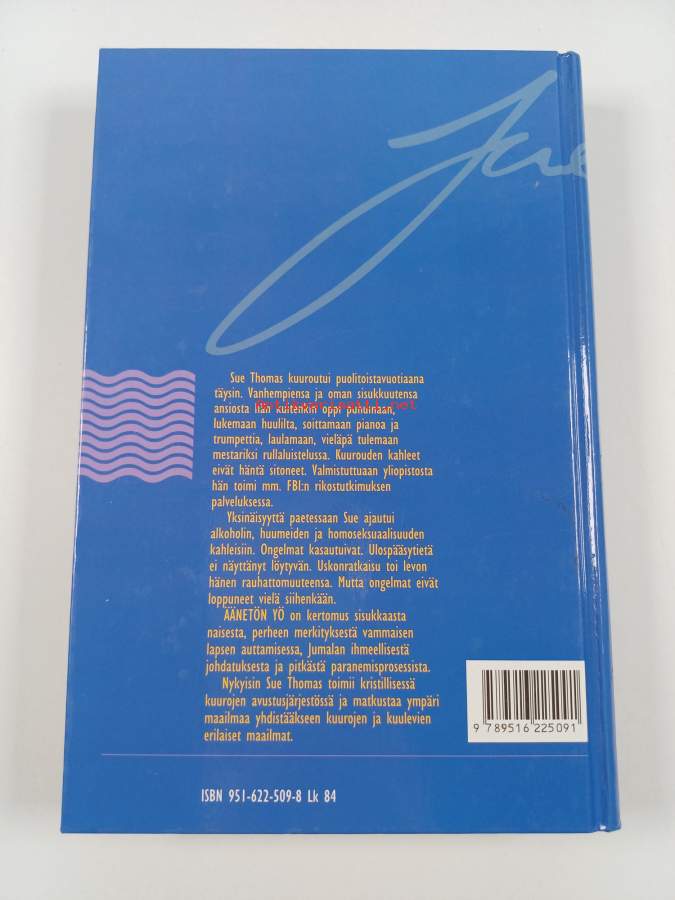 Sue
Sue Thomas kuuroutui puolitoistavuotiaana
täysin. Vanhempiensa ja oman sisukkuutensa
ansiosta hän kuitenkin oppi puhumaan,
lukemaan huulilta, soittamaan pianoa ja
trumpettia, laulamaan, vieläpä tulemaan
mestariksi rullaluistelussa. Kuurouden kahleet
eivät häntä sitoneet. Valmistuttuaan yliopistosta
hän toimi mm. FBI:n rikostutkimuksen
palveluksessa.
Yksinäisyyttä paetessaan Sue ajautui
alkoholin, huumeiden ja homoseksuaalisuuden
kahleisiin. Ongelmat kasautuivat. Ulospääsytietä
ei näyttänyt löytyvän. Uskonratkaisu toi levon
hänen rauhattomuuteensa. Mutta ongelmat eivät
loppuneet vielä siihenkään.
ÄÄNETÖN YÖ on kertomus sisukkaasta
naisesta, perheen merkityksestä vammaisen
lapsen auttamisessa, Jumalan ihmeellisestä
johdatuksesta ja pitkästä paranemisprosessista.
Nykyisin Sue Thomas toimii kristillisessä
kuurojen avustusjärjestössä ja matkustaa ympäri
maailmaa yhdistääkseen kuurojen ja kuulevien
erilaiset maailmat.
9 789516 225091
ISBN 951-622-509-8 Lk 84